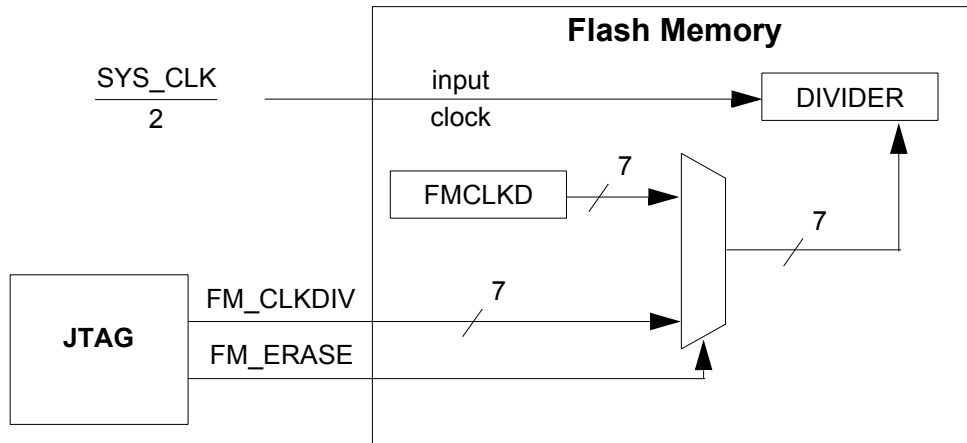 Flash Memory
SYS_CLK
2
input
clock
DIVIDER
FMCLKD
7
7
JTAG
FM_CLKDIV
7
FM_ERASE